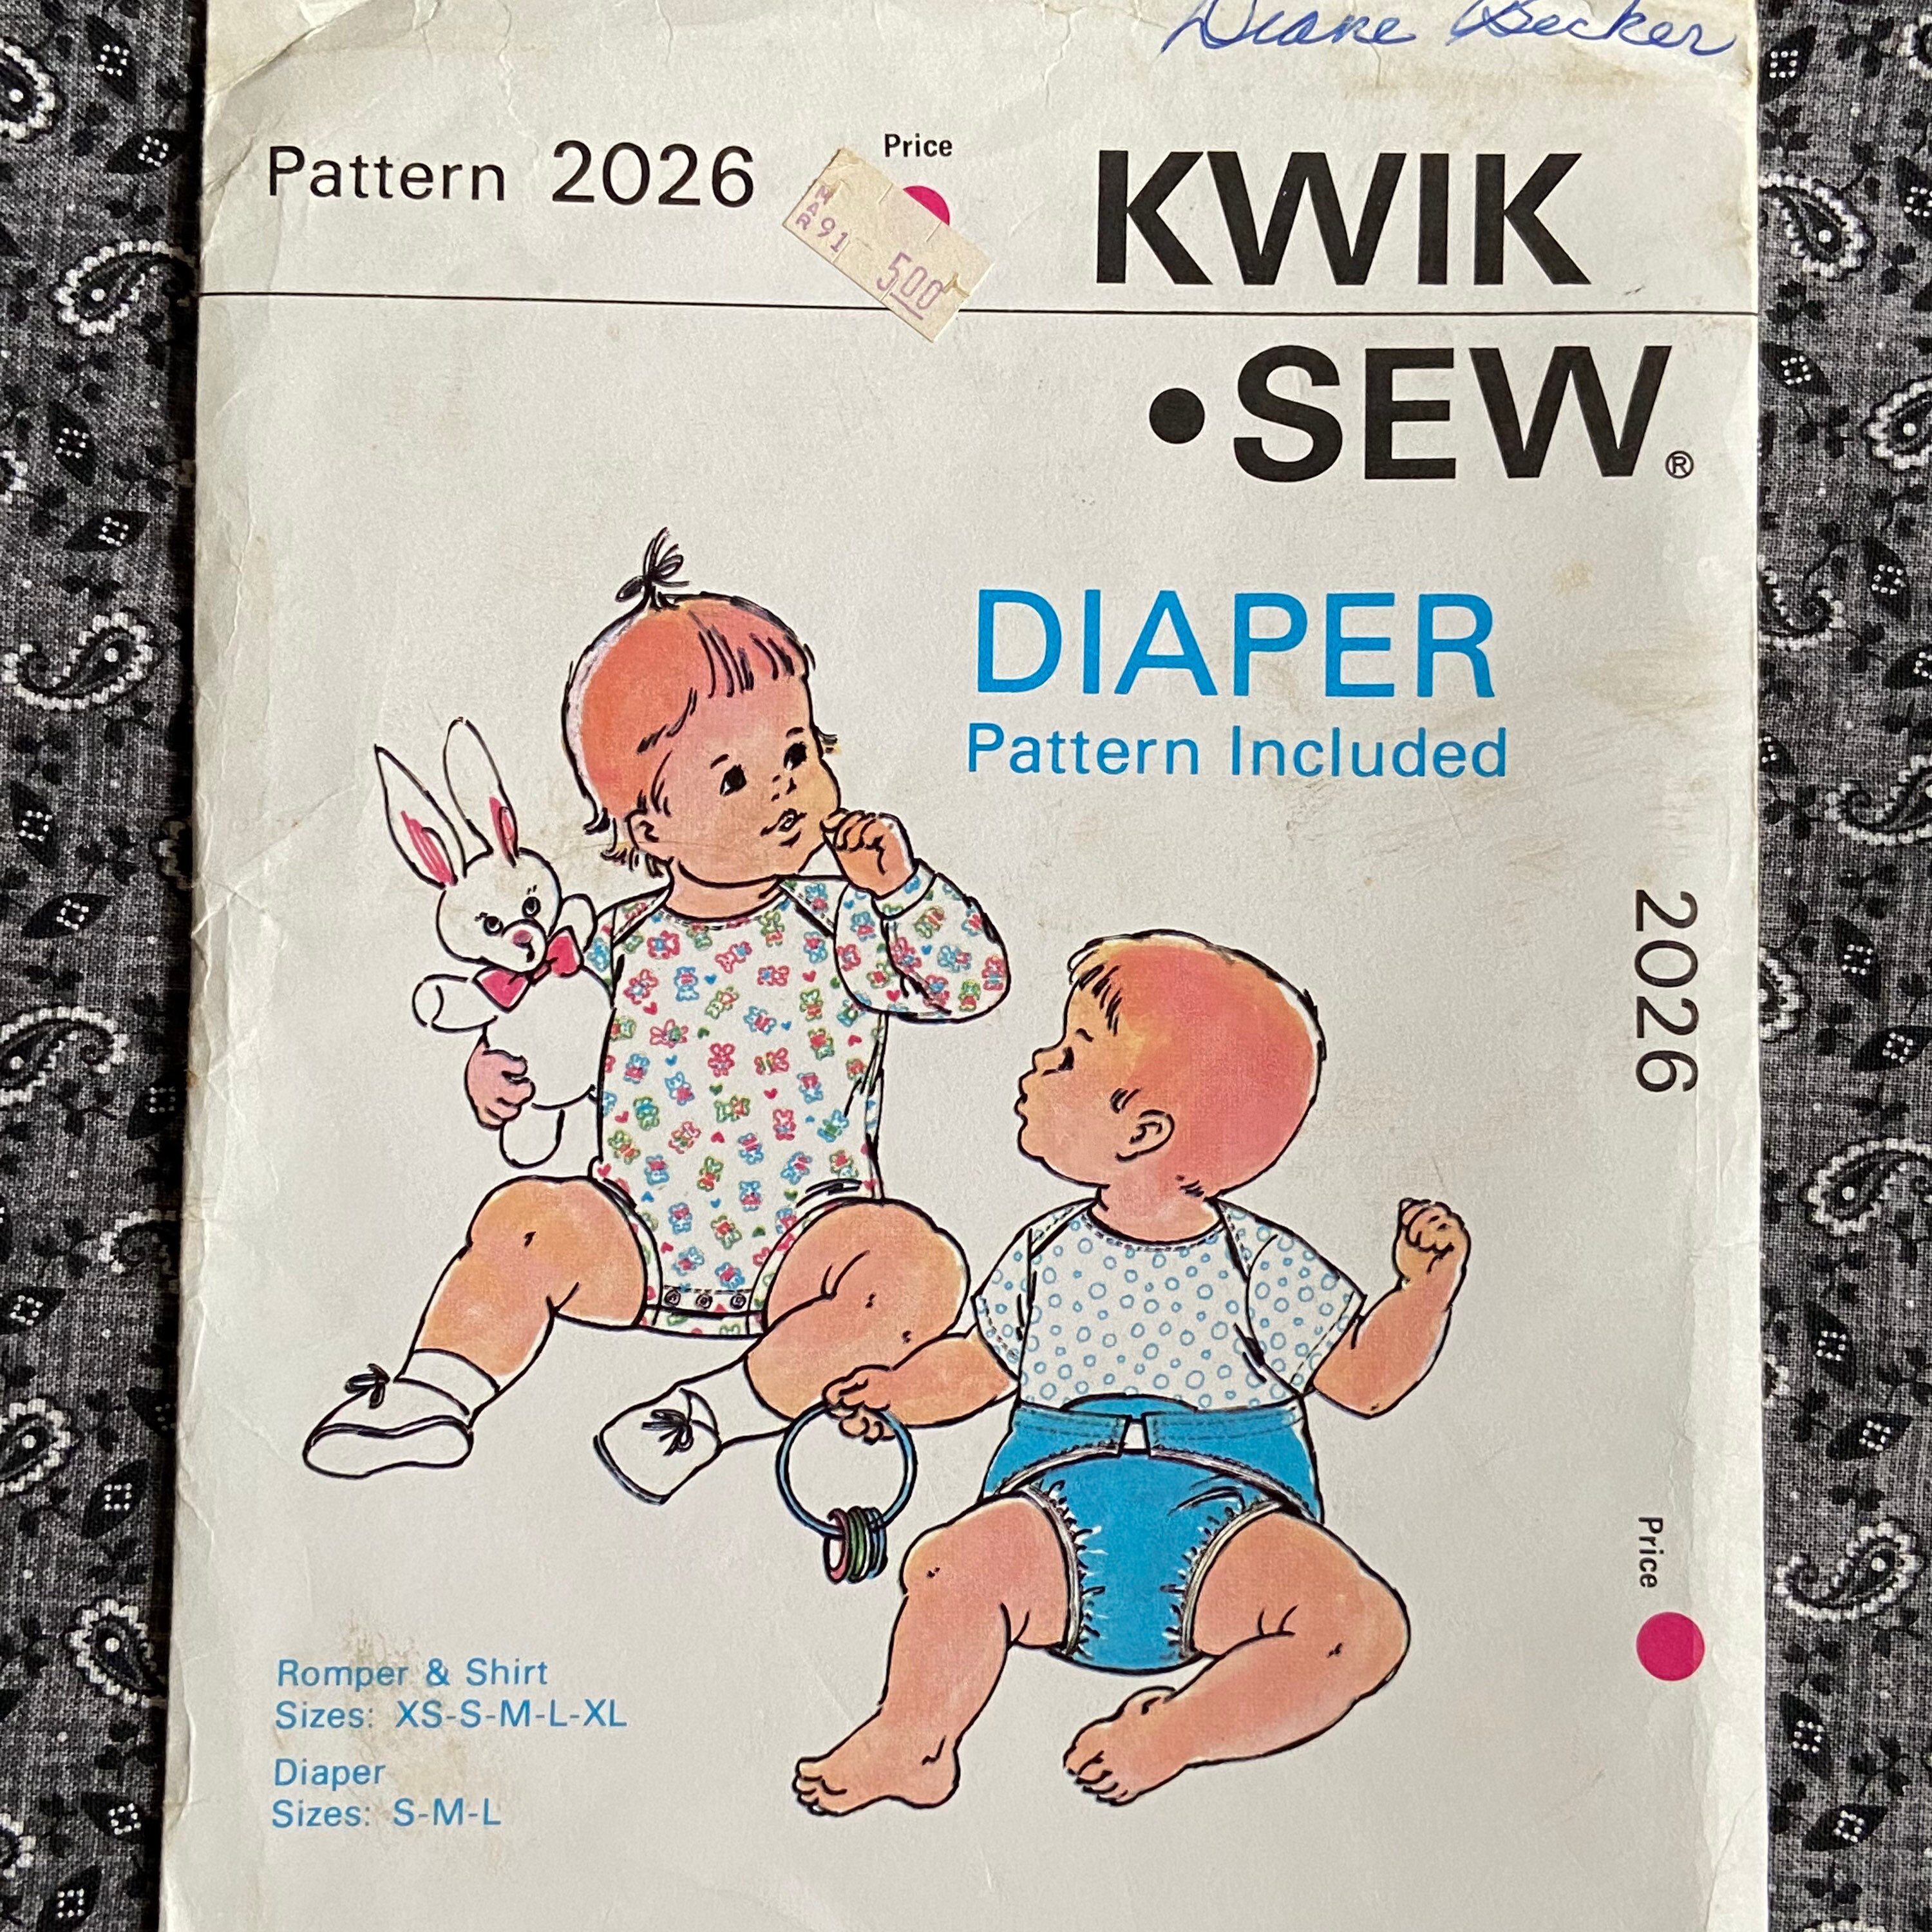 Diane Becker
Pattern 2026
Price
MAR 91
5.00
KWIK
•SEW®
DIAPER
Pattern Included
2026
Price
Romper & Shirt
Sizes: XS-S-M-L-XL
Diaper
Sizes: S-M-L